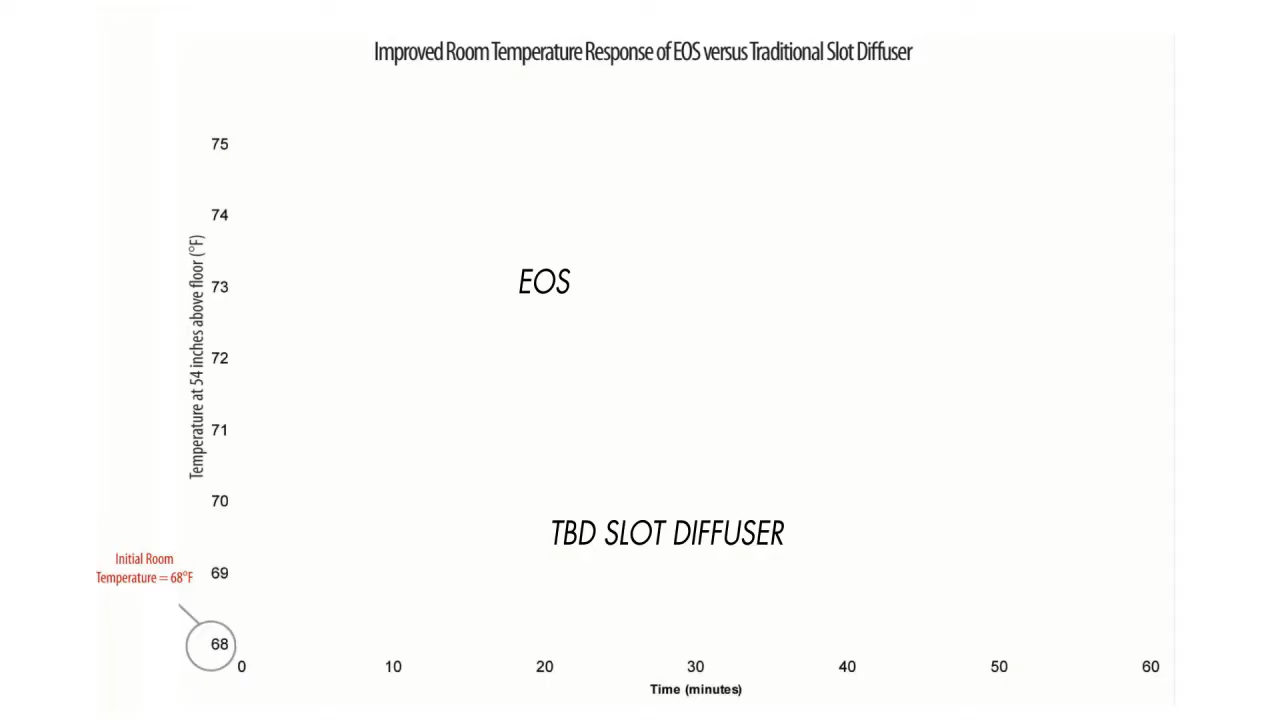 Improved Room Temperature Response of EOS versus Traditional Slot Diffuser
75
74
Temperature at 54 inches above floor (°F)
EOS
73
72
71
70
TBD SLOT DIFFUSER
Initial Room
Temperature = 68°F
69
68
0 10 20 30 40 50 60
Time (minutes)